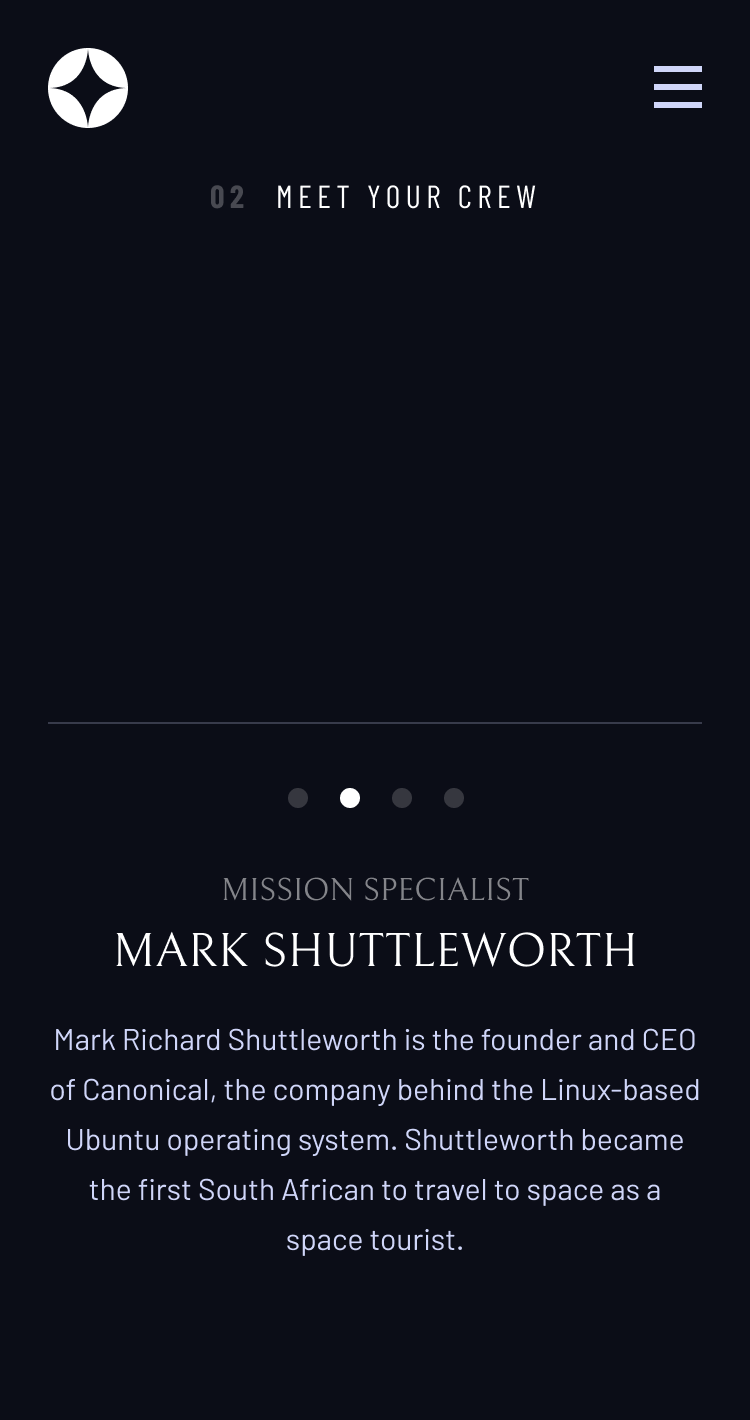 02 MEET YOUR CREW
MISSION SPECIALIST
MARK SHUTTLEWORTH
Mark Richard Shuttleworth is the founder and CEO
of Canonical, the company behind the Linux-based
Ubuntu operating system. Shuttleworth became
the first South African to travel to space as a
space tourist.